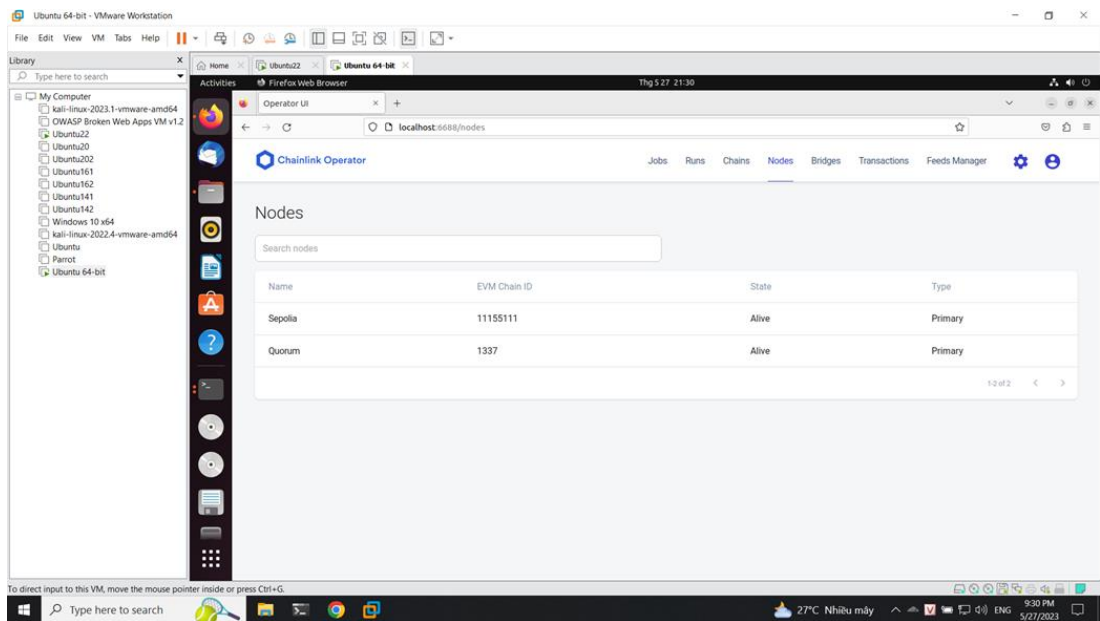 Ubuntu 64-bit - VMware Workstation
File Edit View VM Tabs Help
Library
Type here to search
My Computer
kali-linux-2023.1-vmware-amd64
OWASP Broken Web Apps VM v1.2
Ubuntu22
Ubuntu20
Ubuntu202
Ubuntu161
Ubuntu162
Ubuntu141
Ubuntu142
Windows 10 x64
kali-linux-2022.4-vmware-amd64
Ubuntu
Parrot
Ubuntu 64-bit
Home Ubuntu22 Ubuntu 64-bit
Activities Firefox Web Browser Thg 5 27 21:30
Operator UI
localhost:6688/nodes
Chainlink Operator Jobs Runs Chains Nodes Bridges Transactions Feeds Manager
Nodes
Search nodes
Name EVM Chain ID State Type
Sepolia 11155111 Alive Primary
Quorum 1337 Alive Primary
1-2 of 2
To direct input to this VM, move the mouse pointer inside or press Ctrl+G.
Type here to search 27°C Nhiều mây ENG 9:30 PM
5/27/2023